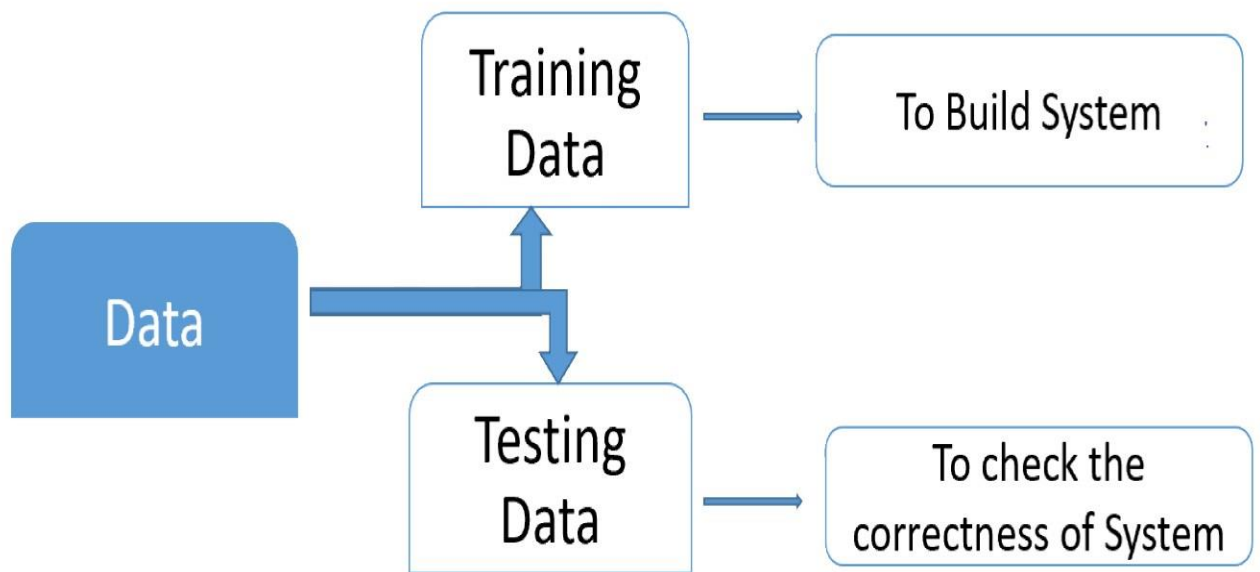 Training
Data
To Build System
Data
Testing
Data
To check the
correctness of System